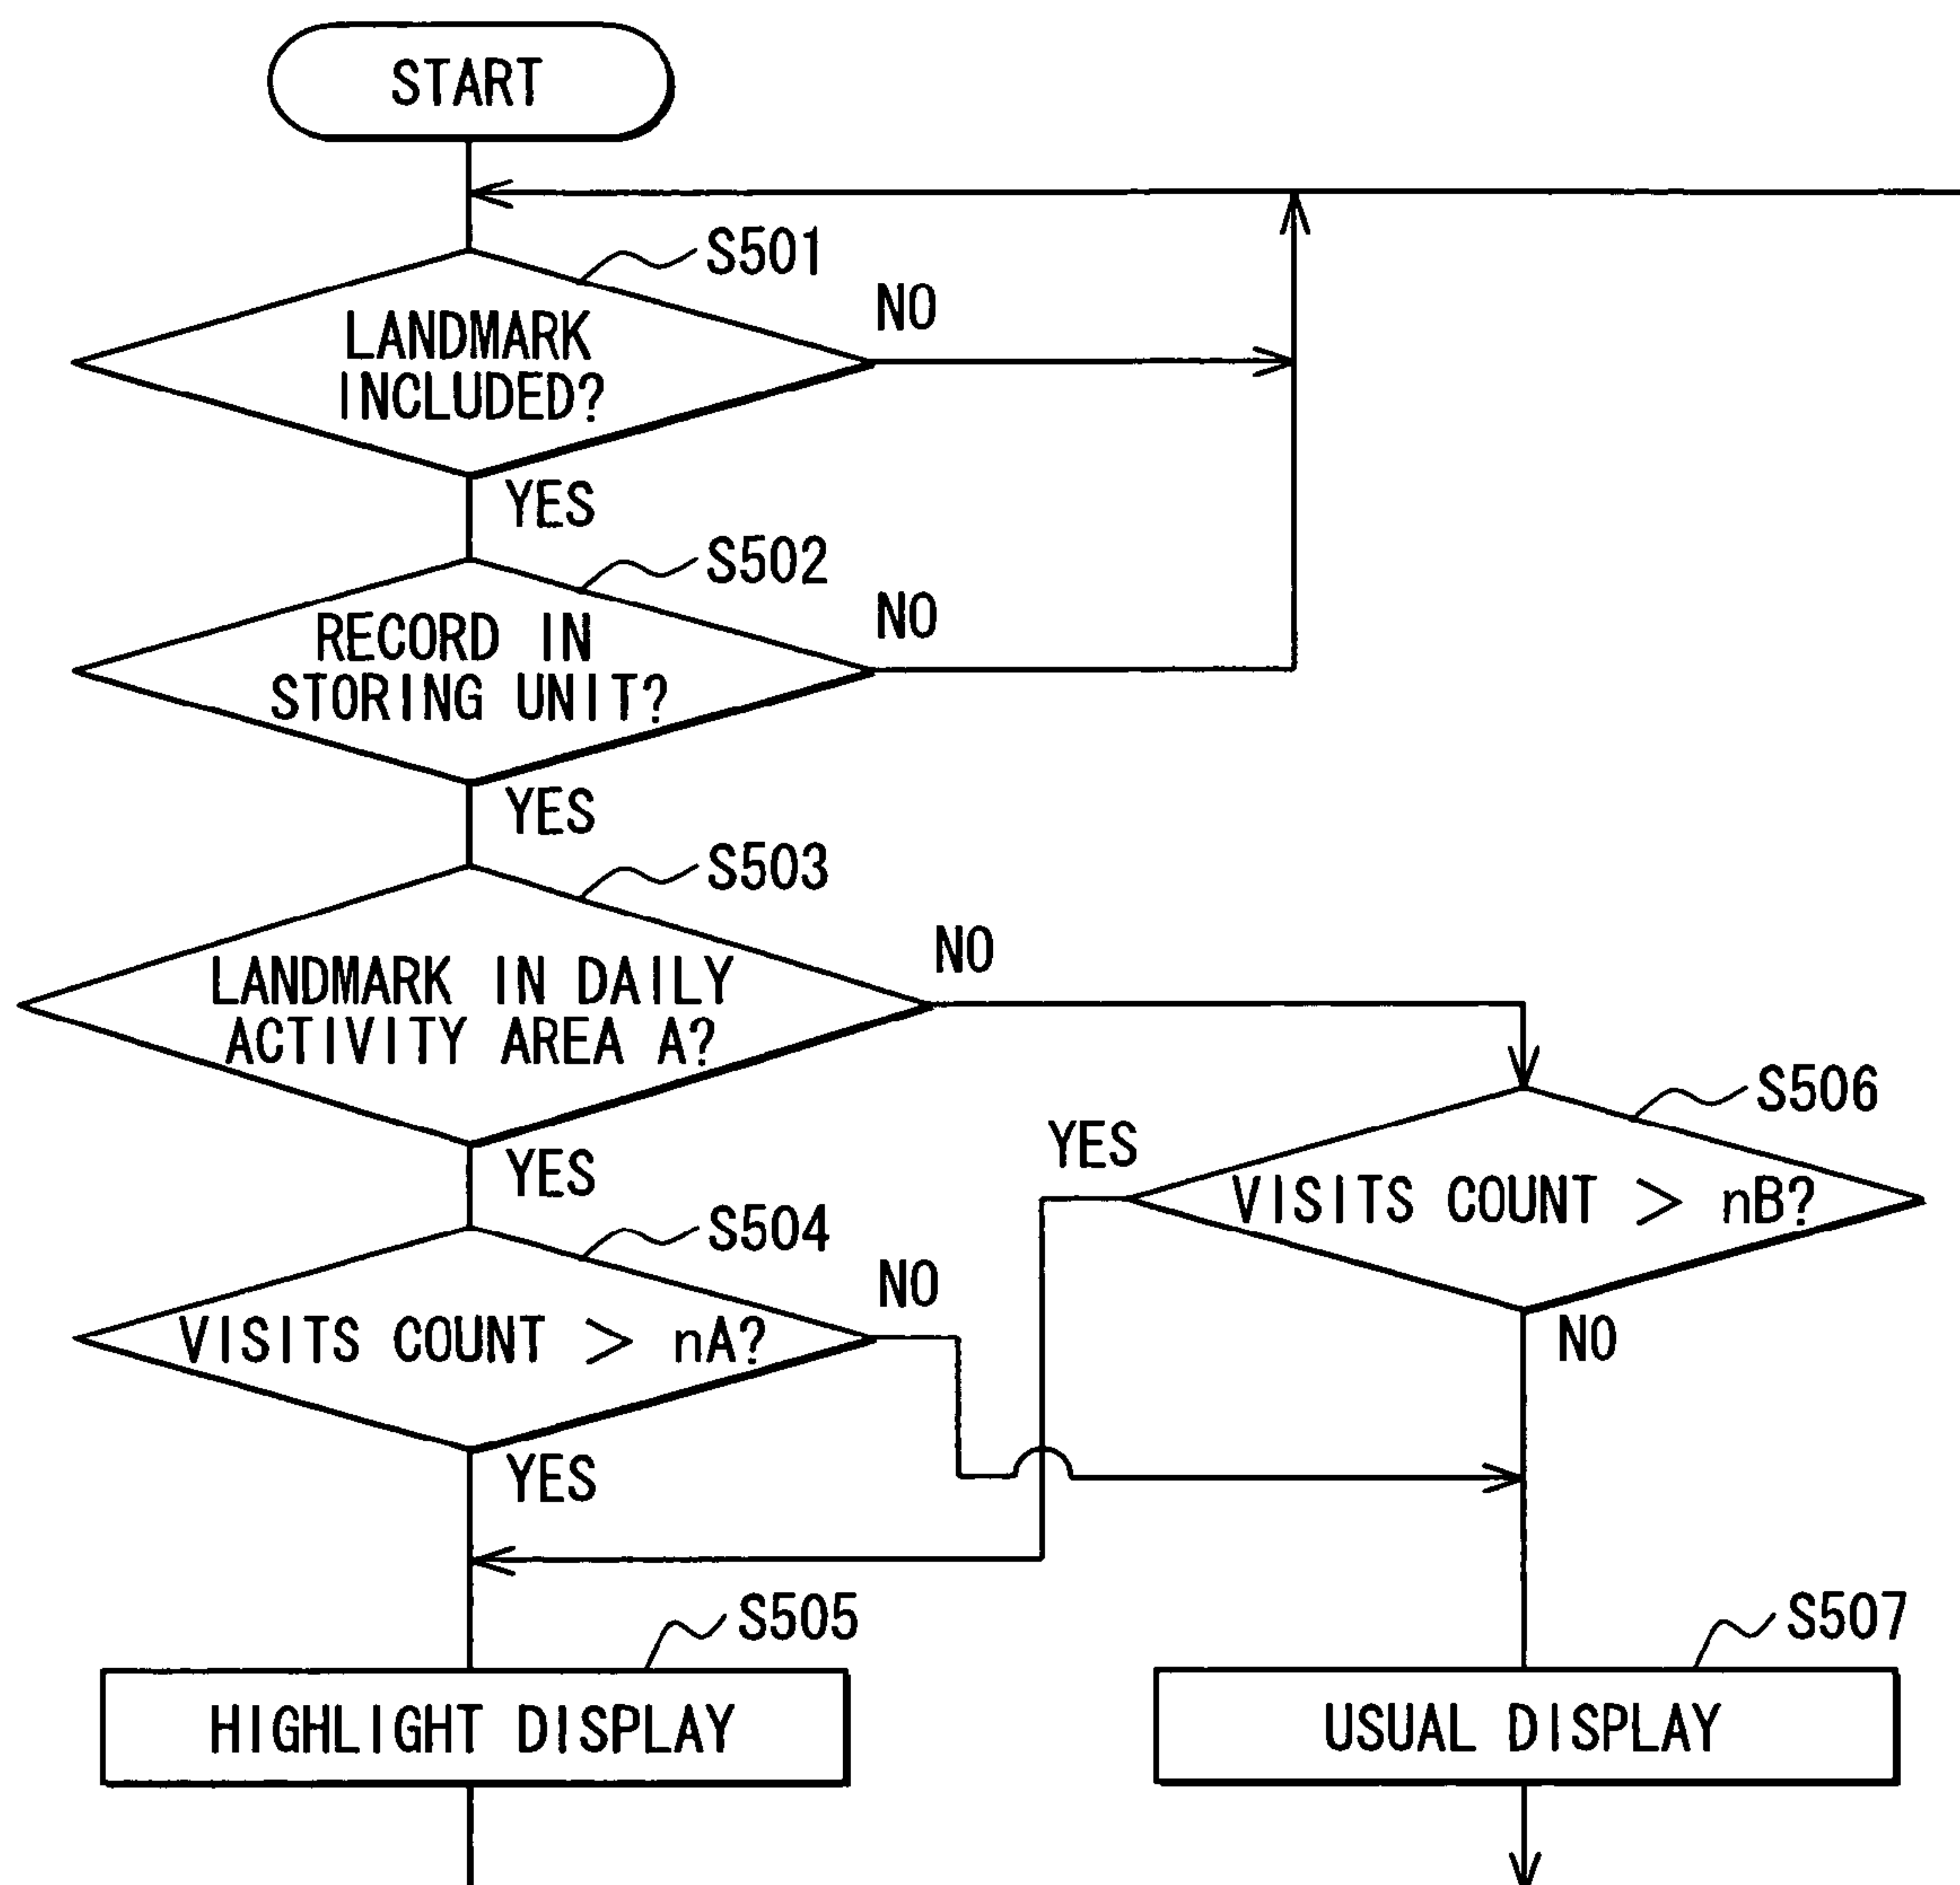 START
S501
NO
LANDMARK
INCLUDED?
YES
S502
NO
RECORD IN
STORING UNIT?
YES
S503
NO
LANDMARK IN DAILY
ACTIVITY AREA A?
YES
S506
YES
VISITS COUNT > nB?
NO
S504
NO
VISITS COUNT > nA?
YES
S505
HIGHLIGHT DISPLAY
S507
USUAL DISPLAY